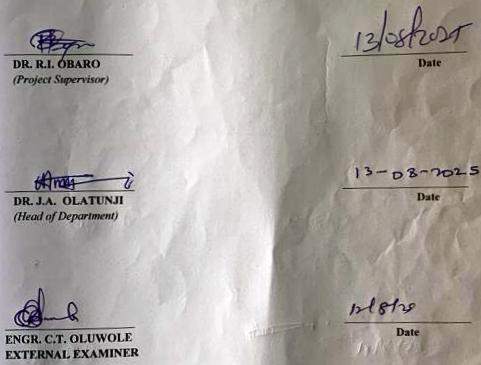 13/08/2025
DR. R.I. OBARO Date
(Project Supervisor)
13-08-2025
DR. J.A. OLATUNJI Date
(Head of Department)
ENGR. C.T. OLUWOLE Date
EXTERNAL EXAMINER